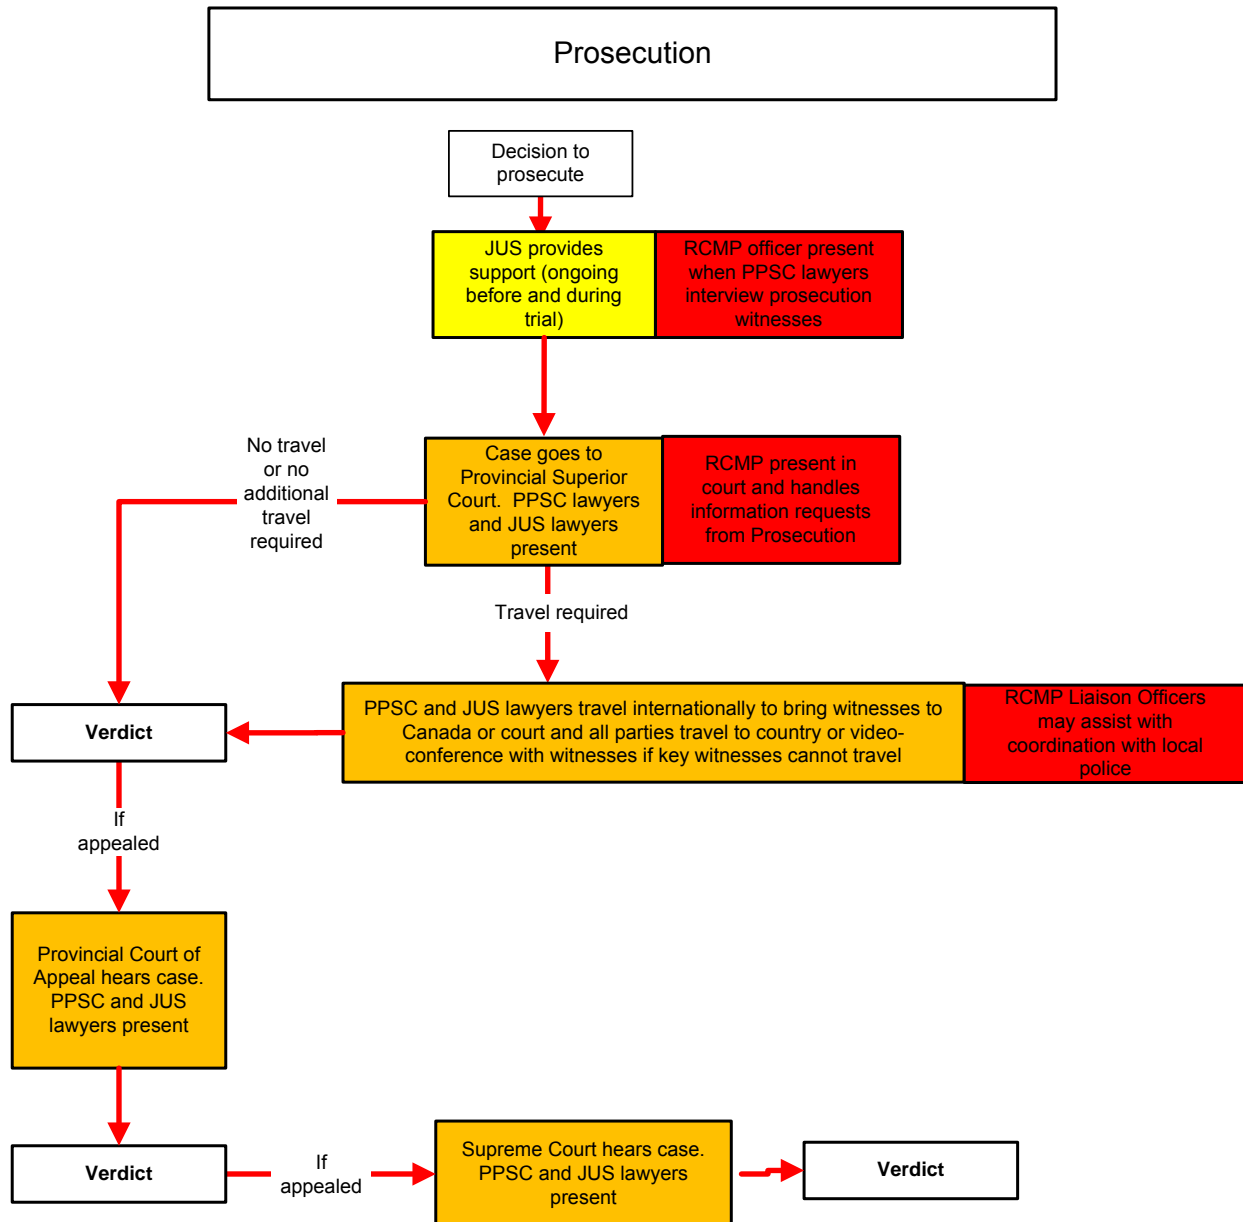 Prosecution
Decision to
prosecute
JUS provides
support (ongoing
before and during
trial)
RCMP officer present
when PPSC lawyers
interview prosecution
witnesses
No travel
or no
additional
travel
required
Case goes to
Provincial Superior
Court.  PPSC lawyers
and JUS lawyers
present
RCMP present in
court and handles
information requests
from Prosecution
Travel required
Verdict
PPSC and JUS lawyers travel internationally to bring witnesses to
Canada or court and all parties travel to country or video-
conference with witnesses if key witnesses cannot travel
RCMP Liaison Officers
may assist with
coordination with local
police
If
appealed
Provincial Court of
Appeal hears case.
PPSC and JUS
lawyers present
Verdict
If
appealed
Supreme Court hears case.
PPSC and JUS lawyers
present
Verdict